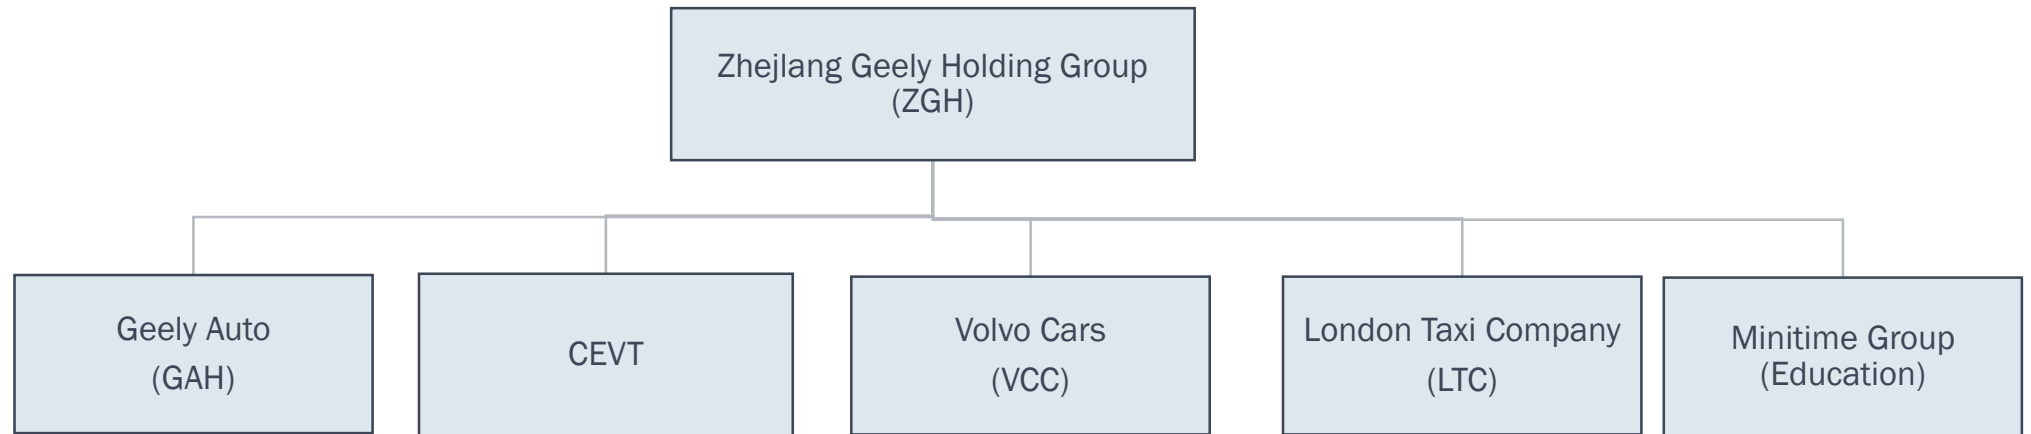 Zhejlang Geely Holding Group
(ZGH)
Geely Auto
(GAH)
CEVT
Volvo Cars
(VCC)
London Taxi Company
(LTC)
Minitime Group
(Education)